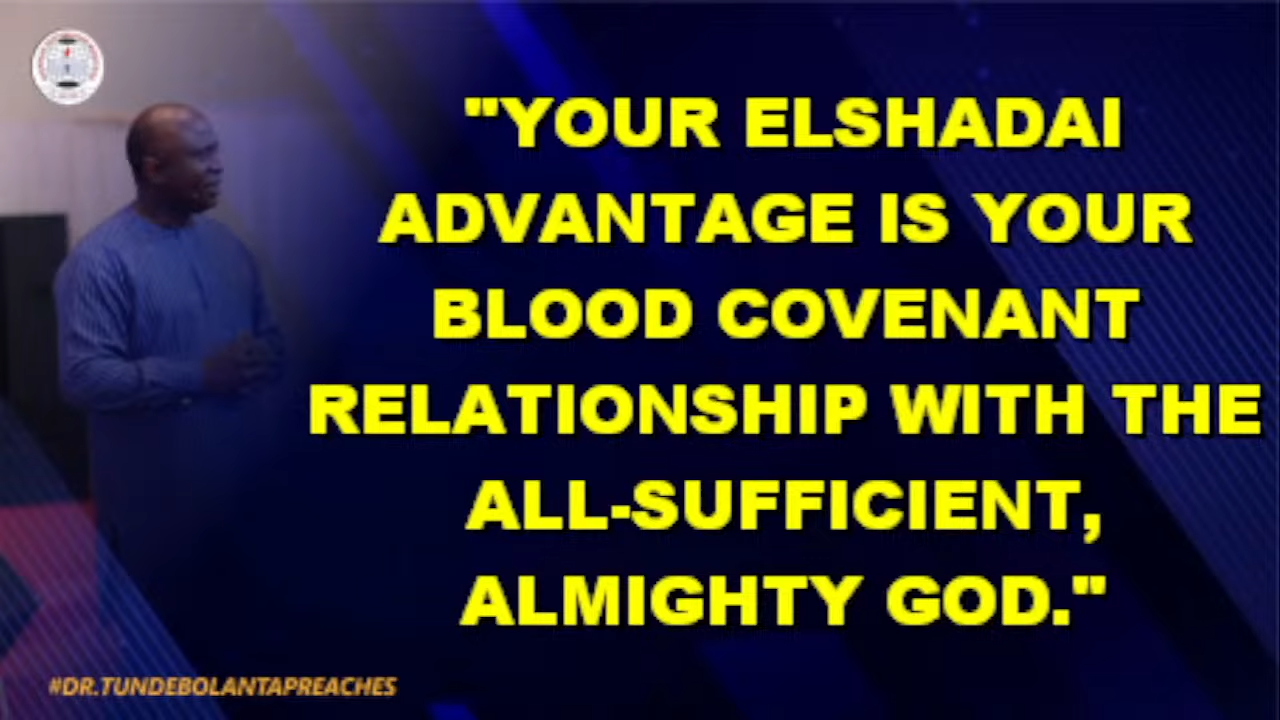 "YOUR ELSHADAI
ADVANTAGE IS YOUR
BLOOD COVENANT
RELATIONSHIP WITH THE
ALL-SUFFICIENT,
ALMIGHTY GOD."
#DR.TUNDEBOLANTAPREACHES